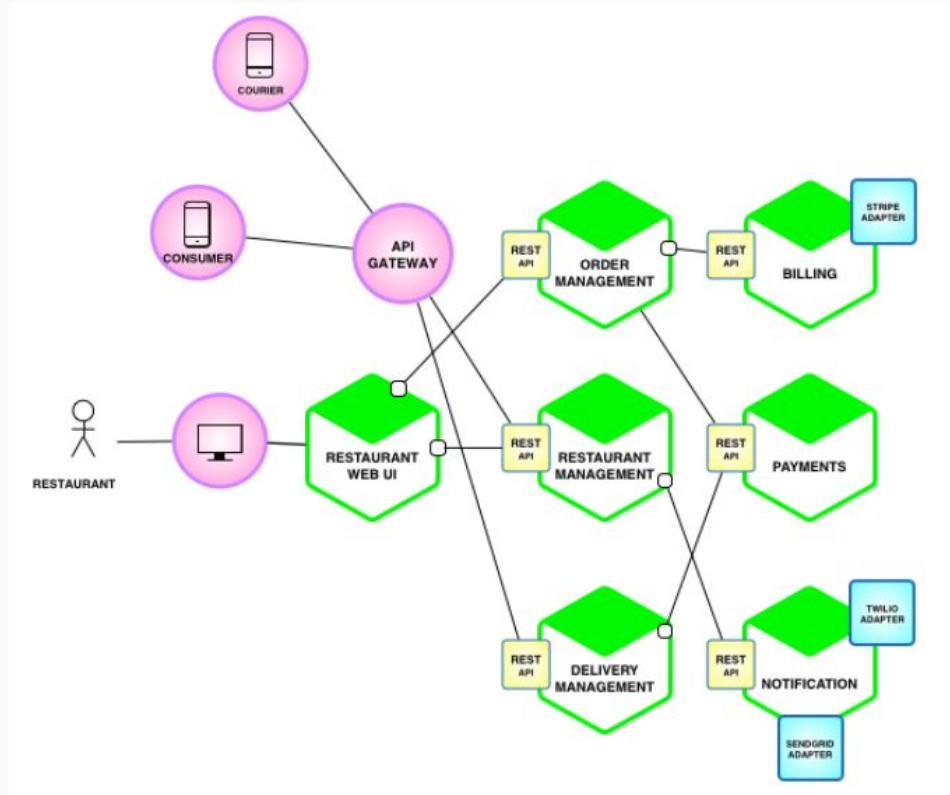 COURIER
CONSUMER
API
GATEWAY
REST
API
ORDER
MANAGEMENT
REST
API
BILLING
STRIPE
ADAPTER
RESTAURANT
RESTAURANT
WEB UI
REST
API
RESTAURANT
MANAGEMENT
REST
API
PAYMENTS
REST
API
DELIVERY
MANAGEMENT
REST
API
NOTIFICATION
TWILIO
ADAPTER
SENDGRID
ADAPTER